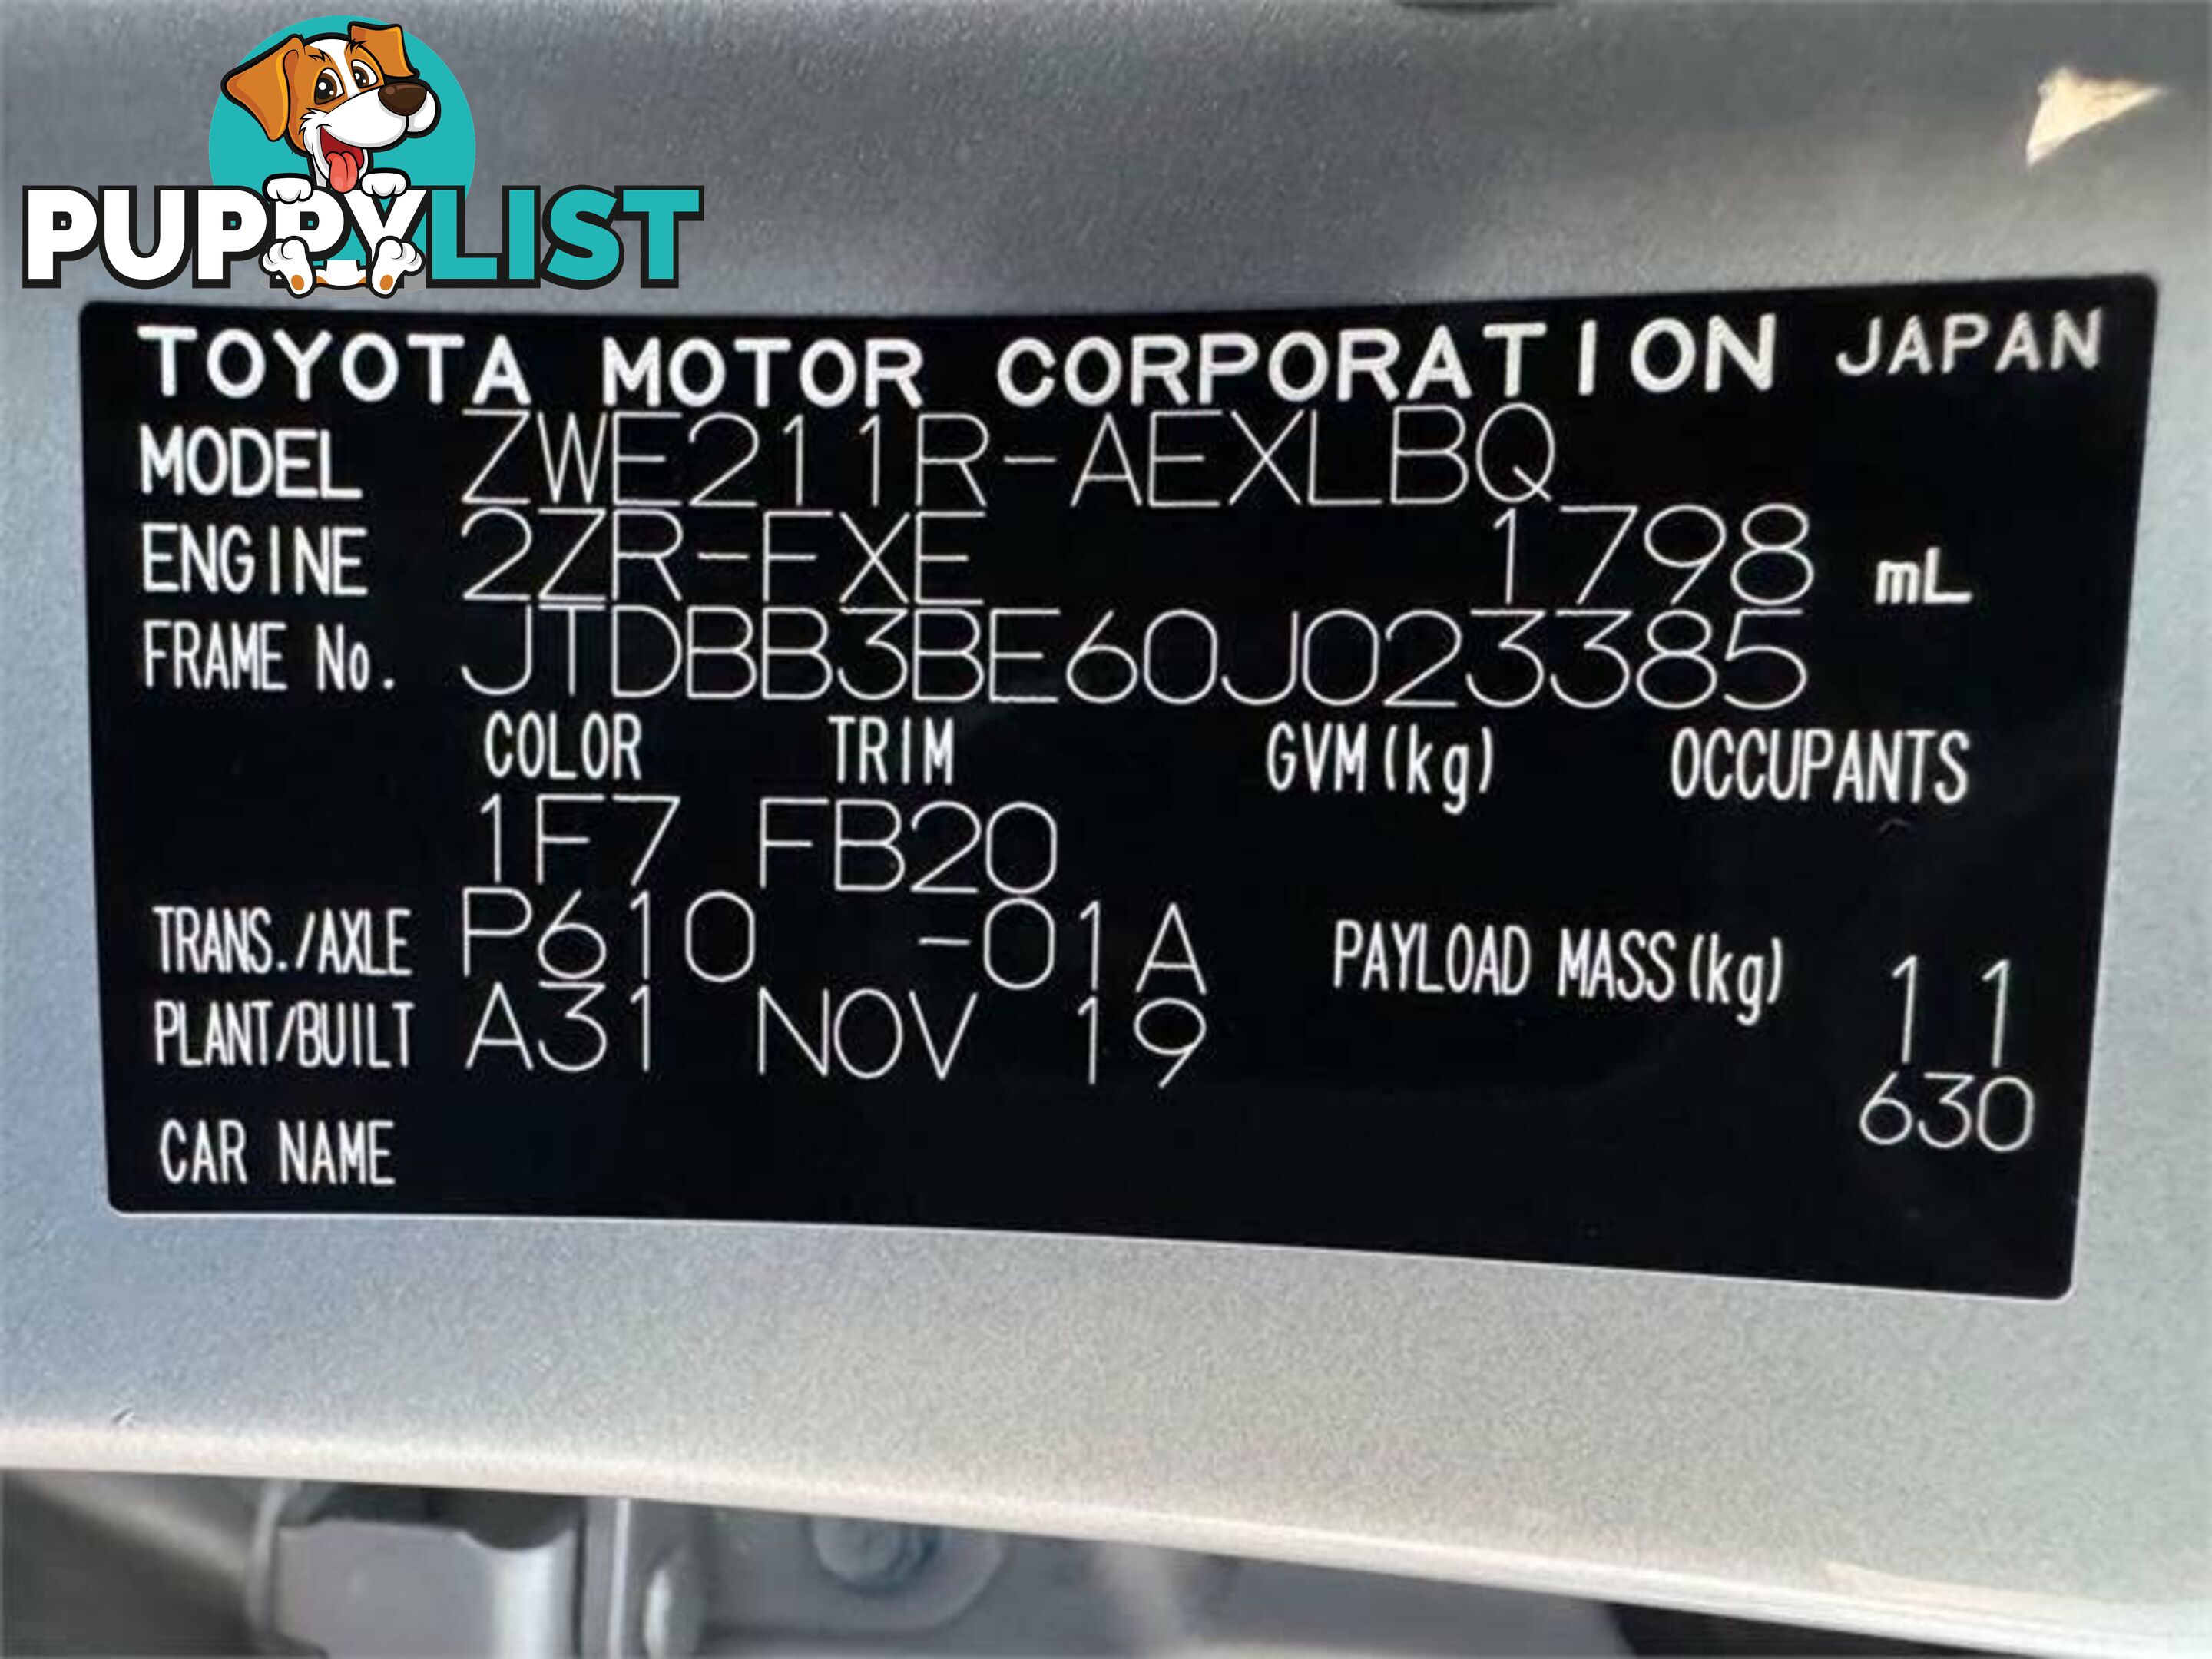 PUPPYLIST
TOYOTA MOTOR CORPORATION JAPAN
MODEL ZWE211R-AEXLBQ
ENGINE 2ZR-FXE 1798 mL
FRAME No. JTDBB3BE60J023385
COLOR TRIM GVM(kg) OCCUPANTS
1F7 FB20
TRANS./AXLE P610 -01A PAYLOAD MASS(kg) 11
PLANT/BUILT A31 NOV 19
630
CAR NAME